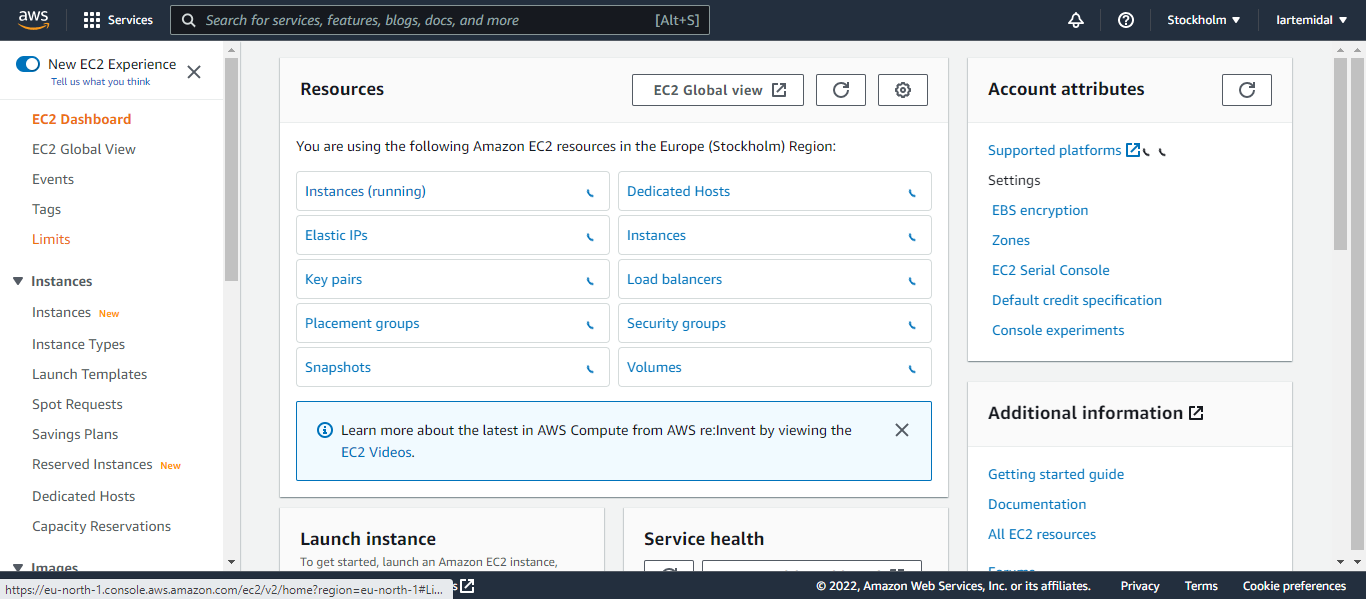 aws
Services
Search for services, features, blogs, docs, and more
[Alt+S]
Stockholm ▼
lartemidal ▼
New EC2 Experience
Tell us what you think
EC2 Dashboard
EC2 Global View
Events
Tags
Limits
Instances
Instances New
Instance Types
Launch Templates
Spot Requests
Savings Plans
Reserved Instances New
Dedicated Hosts
Capacity Reservations
Images
Resources
EC2 Global view
You are using the following Amazon EC2 resources in the Europe (Stockholm) Region:
Instances (running)
Dedicated Hosts
Elastic IPs
Instances
Key pairs
Load balancers
Placement groups
Security groups
Snapshots
Volumes
Learn more about the latest in AWS Compute from AWS re:Invent by viewing the
EC2 Videos.
Launch instance
To get started, launch an Amazon EC2 instance,
Service health
Account attributes
Supported platforms
Settings
EBS encryption
Zones
EC2 Serial Console
Default credit specification
Console experiments
Additional information
Getting started guide
Documentation
All EC2 resources
Forums
https://eu-north-1.console.aws.amazon.com/ec2/v2/home?region=eu-north-1#Li...
© 2022, Amazon Web Services, Inc. or its affiliates.
Privacy
Terms
Cookie preferences